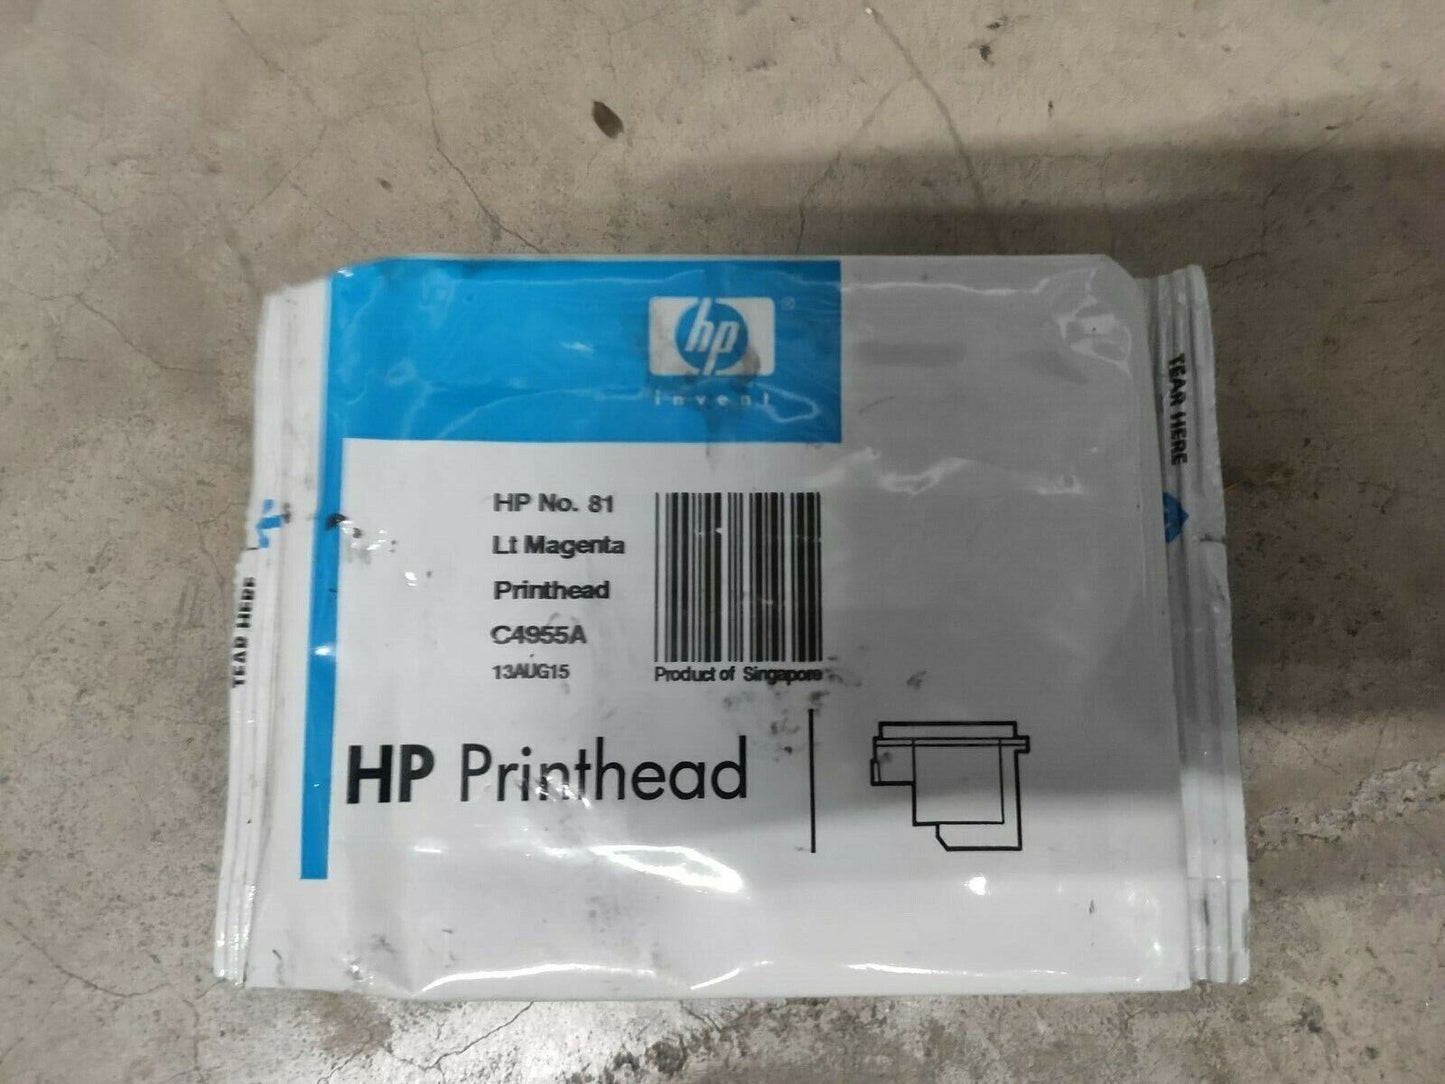 hp®
invent
HP No. 81
Lt Magenta
Printhead
C4955A
13AUG15
Product of Singapore
HP Printhead
TEAR HERE
TEAR HERE